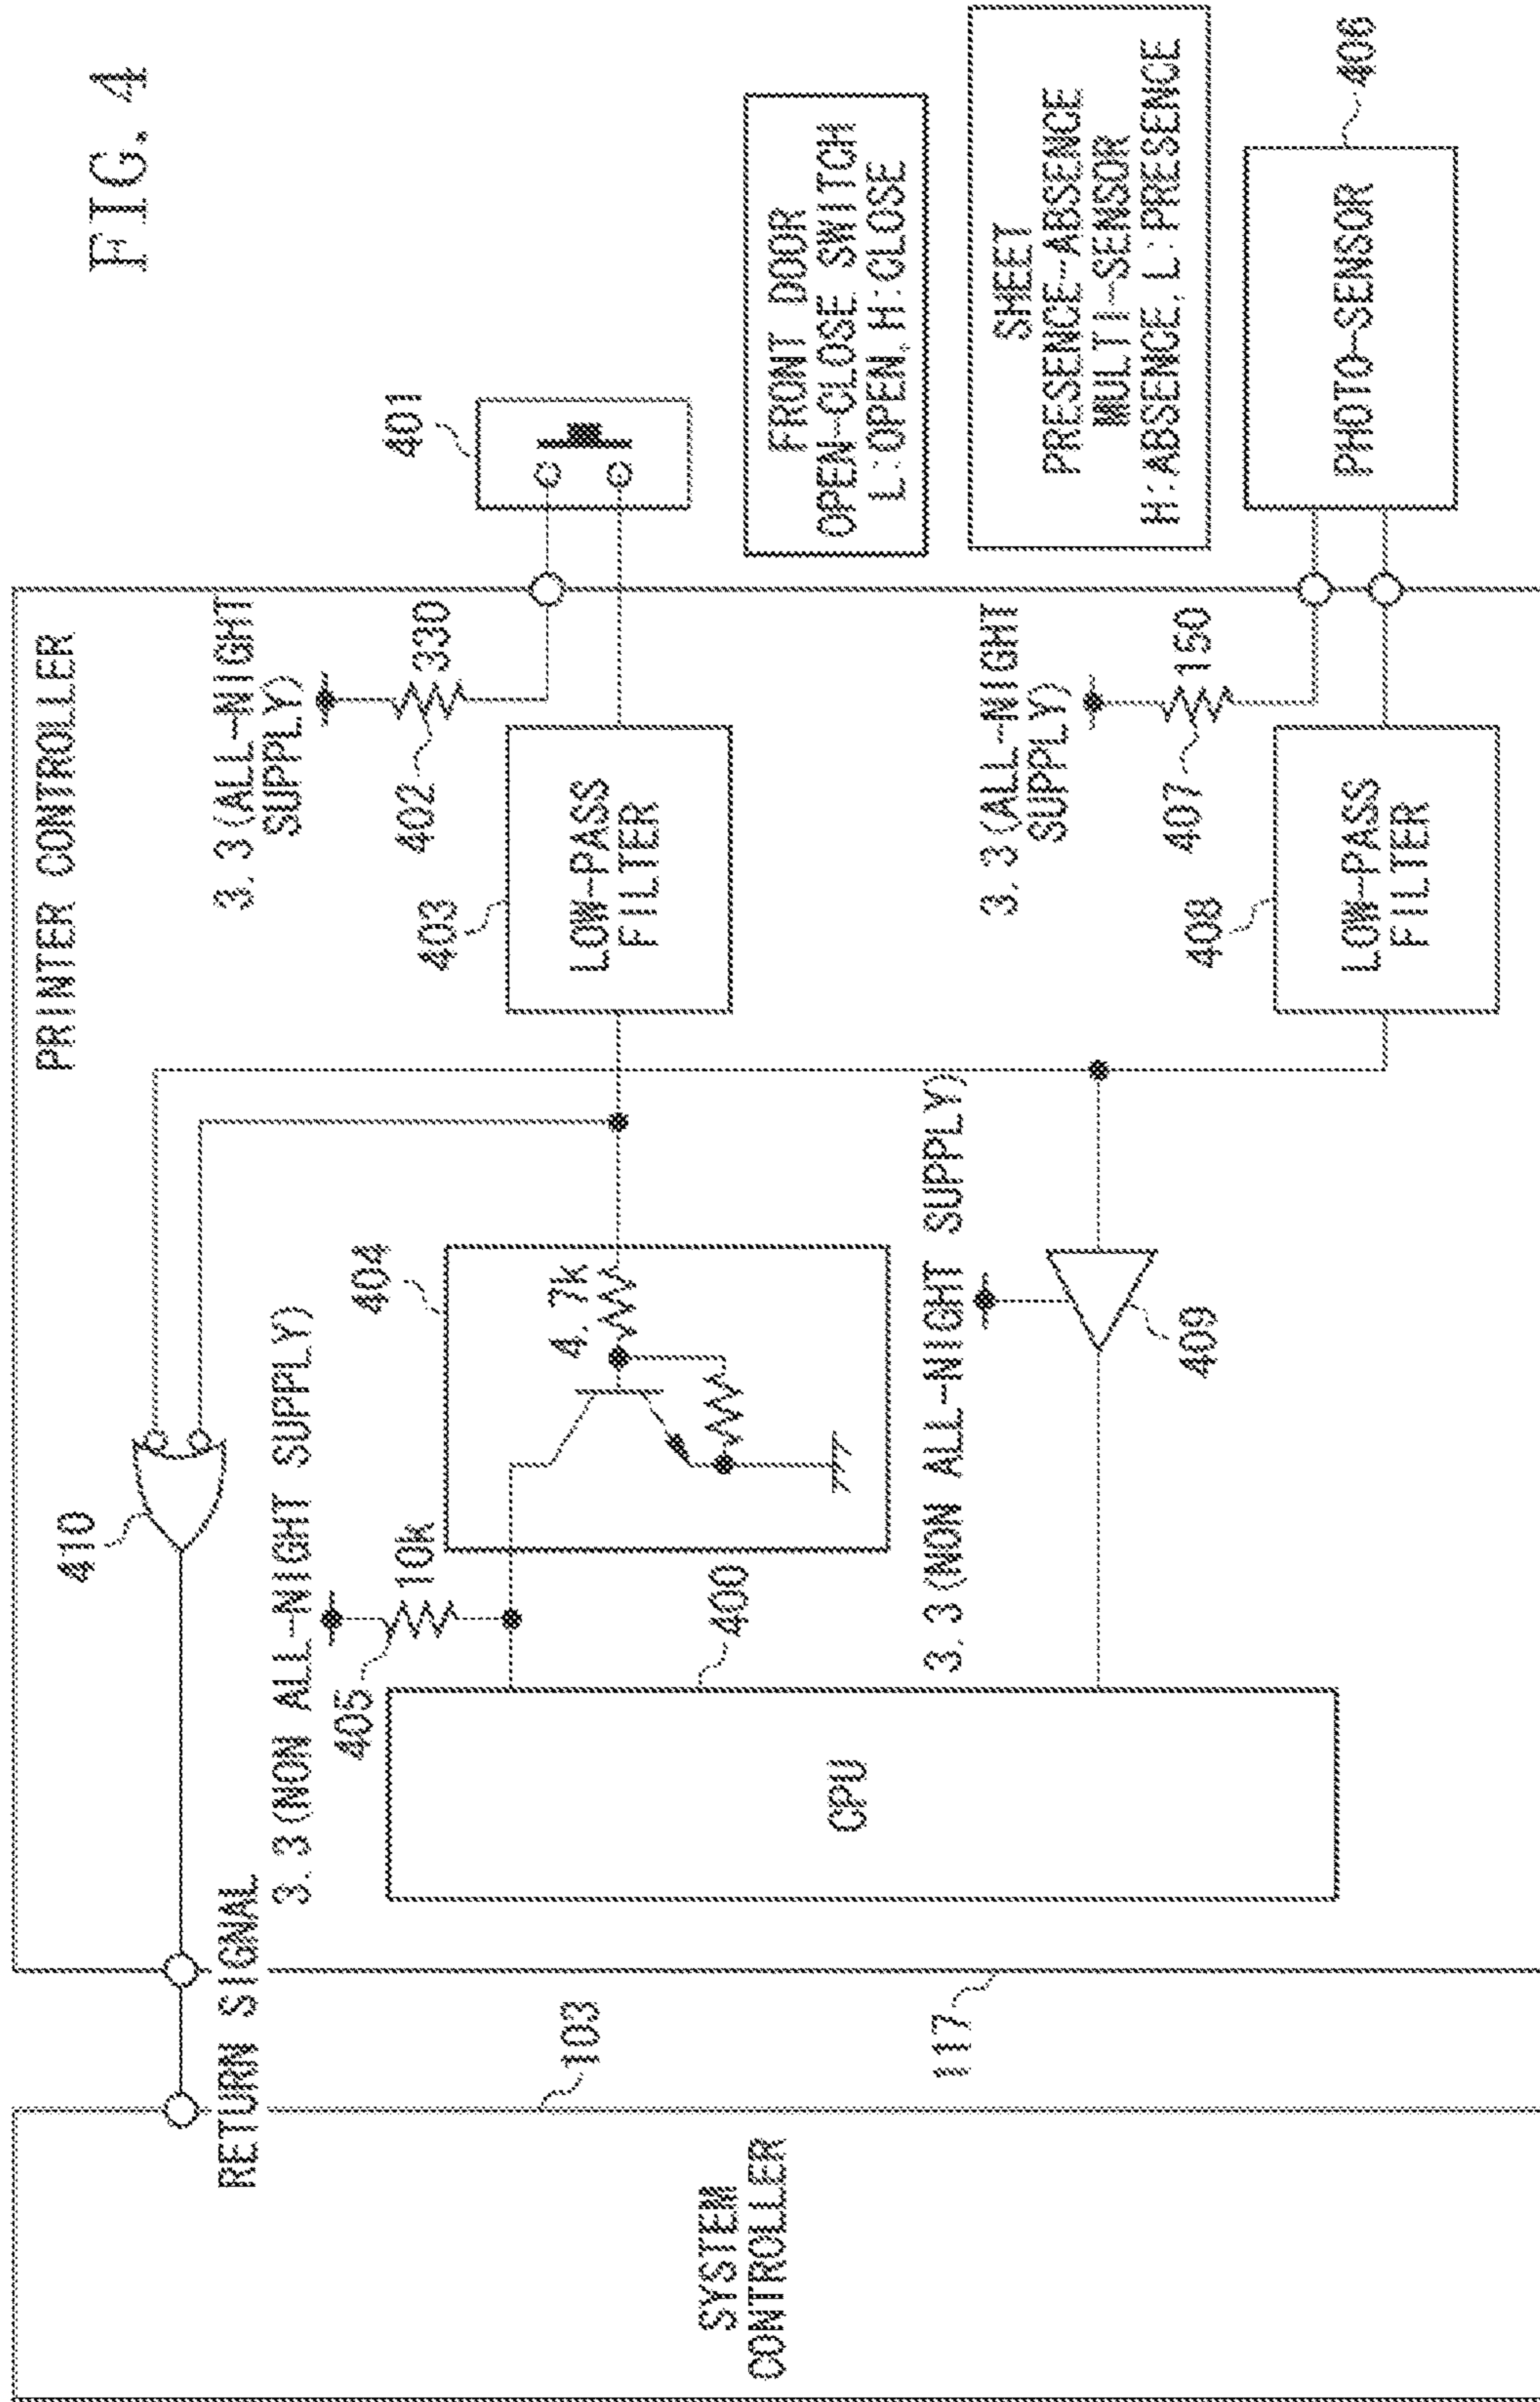 FIG. 4
PRINTER CONTROLLER
RETURN SIGNAL
410
3. 3 (NON ALL-NIGHT SUPPLY)
405
10k
404
4. 7k
3. 3 (ALL-NIGHT
SUPPLY)
402
330
403
LOW-PASS
FILTER
401
FRONT DOOR
OPEN-CLOSE SWITCH
L:OPEN, H:CLOSE
SYSTEM
CONTROLLER
103
117
CPU
400
3. 3 (NON ALL-NIGHT SUPPLY)
409
3. 3 (ALL-NIGHT
SUPPLY)
407
150
408
LOW-PASS
FILTER
SHEET
PRESENCE-ABSENCE
MULTI-SENSOR
H:ABSENCE, L:PRESENCE
PHOTO-SENSOR
406